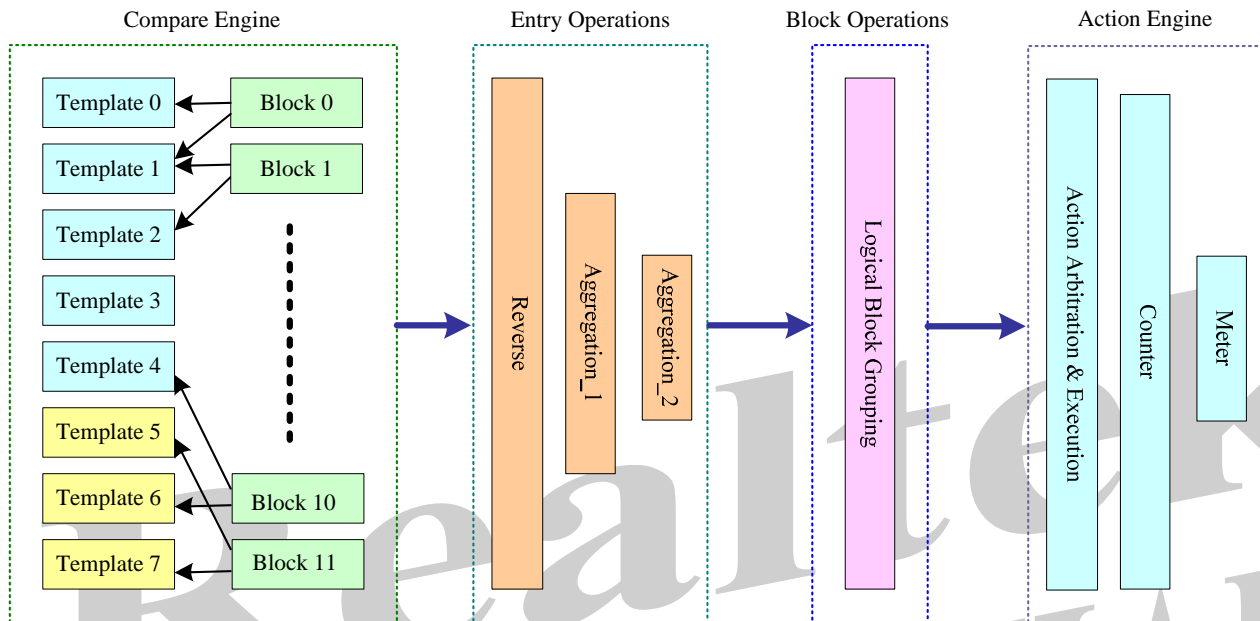 Compare Engine
Entry Operations
Block Operations
Action Engine
Template 0
Block 0
Template 1
Block 1
Template 2
Template 3
Template 4
Template 5
Template 6
Block 10
Template 7
Block 11
Reverse
Aggregation_1
Aggregation_2
Logical Block Grouping
Action Arbitration & Execution
Counter
Meter
Realtek